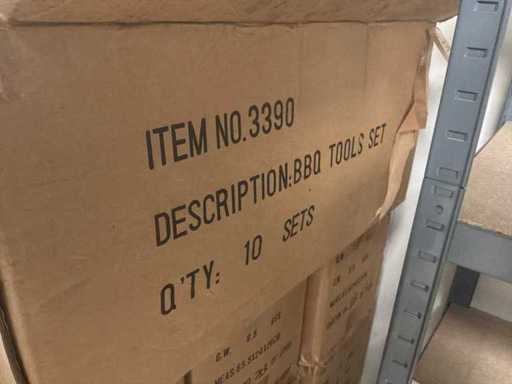 ITEM NO.3390
DESCRIPTION:BBQ TOOLS SET
Q'TY: 10 SETS
G.W.